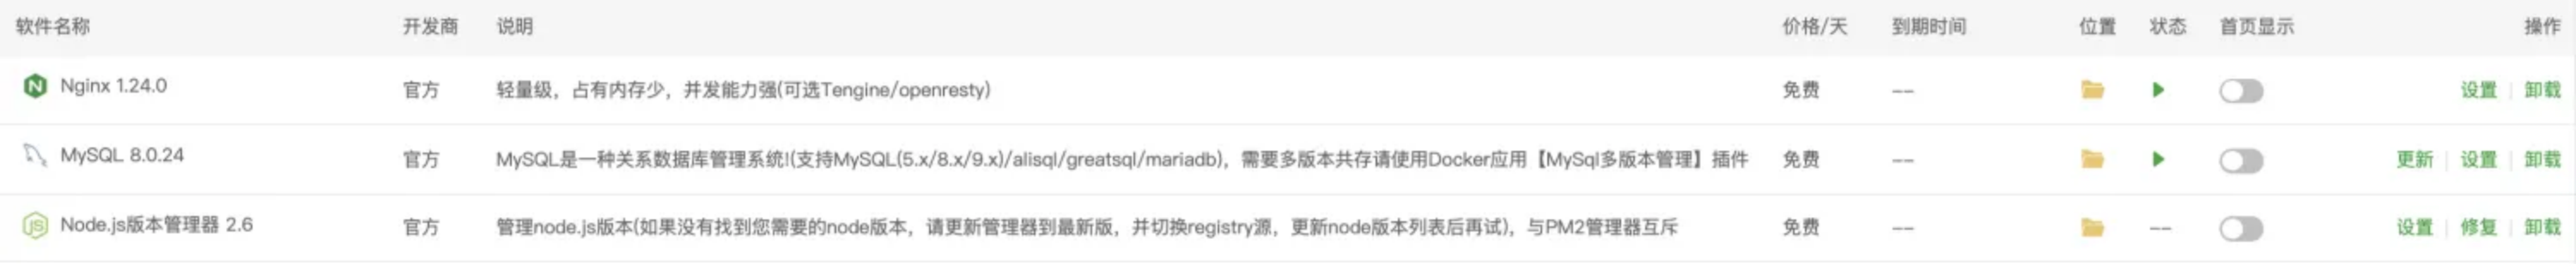 软件名称 开发商 说明 价格/天 到期时间 位置 状态 首页显示 操作
Nginx 1.24.0 官方 轻量级，占有内存少，并发能力强(可选Tengine/openresty) 免费 -- 设置 卸载
MySQL 8.0.24 官方 MySQL是一种关系数据库管理系统!(支持MySQL(5.x/8.x/9.x)/alisql/greatsql/mariadb)，需要多版本共存请使用Docker应用【MySql多版本管理】插件 免费 -- 更新 设置 卸载
JS Node.js版本管理器 2.6 官方 管理node.js版本(如果没有找到您需要的node版本，请更新管理器到最新版，并切换registry源，更新node版本列表后再试)，与PM2管理器互斥 免费 -- -- 设置 修复 卸载